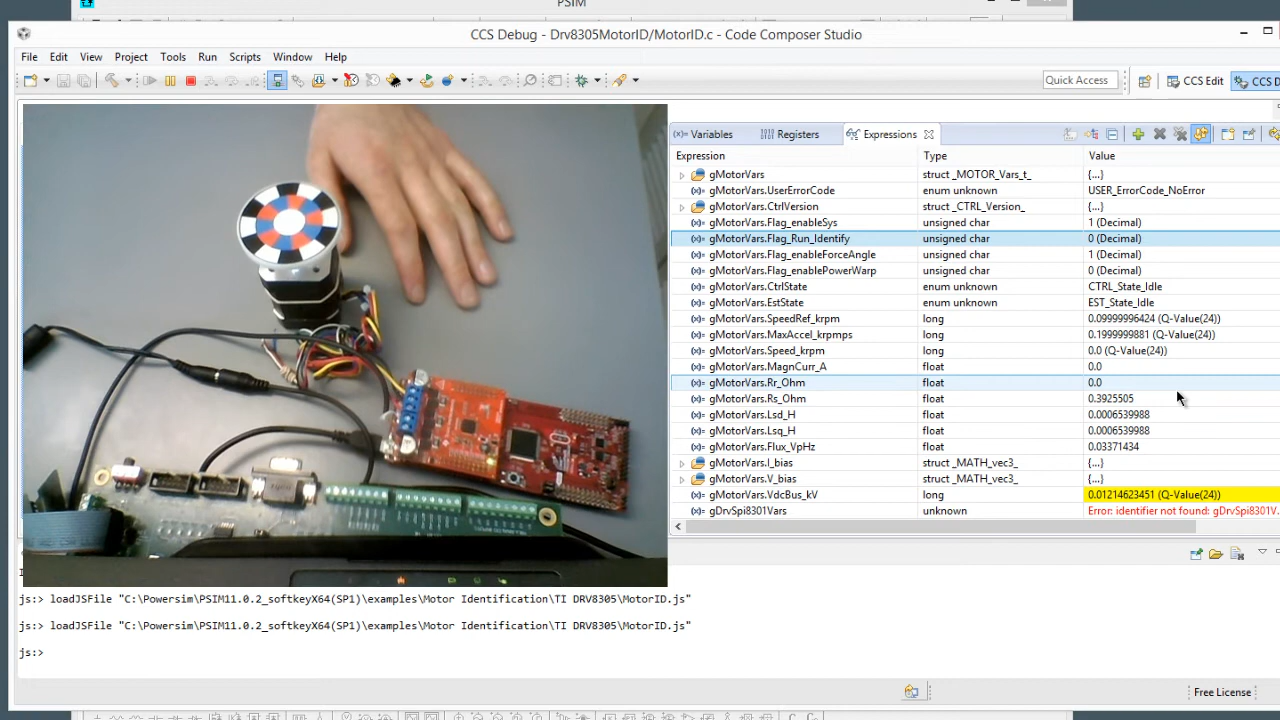 PSIM
CCS Debug - DRV8305MotorID/MotorID.c - Code Composer Studio
File Edit View Project Tools Run Scripts Window Help
Quick Access
CCS Edit
CCS D
(x)= Variables Registers Expressions
Expression Type Value
gMotorVars struct _MOTOR_Vars_t_ {...}
(x)= gMotorVars.UserErrorCode enum unknown USER_ErrorCode_NoError
gMotorVars.CtrlVersion struct _CTRL_Version_ {...}
(x)= gMotorVars.Flag_enableSys unsigned char 1 (Decimal)
(x)= gMotorVars.Flag_Run_Identify unsigned char 0 (Decimal)
(x)= gMotorVars.Flag_enableForceAngle unsigned char 1 (Decimal)
(x)= gMotorVars.Flag_enablePowerWarp unsigned char 0 (Decimal)
(x)= gMotorVars.CtrlState enum unknown CTRL_State_Idle
(x)= gMotorVars.EstState enum unknown EST_State_Idle
(x)= gMotorVars.SpeedRef_krpm long 0.09999996424 (Q-Value(24))
(x)= gMotorVars.MaxAccel_krpmps long 0.1999999881 (Q-Value(24))
(x)= gMotorVars.Speed_krpm long 0.0 (Q-Value(24))
(x)= gMotorVars.MagnCurr_A float 0.0
(x)= gMotorVars.Rr_Ohm float 0.0
(x)= gMotorVars.Rs_Ohm float 0.3925505
(x)= gMotorVars.Lsd_H float 0.0006539988
(x)= gMotorVars.Lsq_H float 0.0006539988
(x)= gMotorVars.Flux_VpHz float 0.03371434
gMotorVars.I_bias struct _MATH_vec3_ {...}
gMotorVars.V_bias struct _MATH_vec3_ {...}
(x)= gMotorVars.VdcBus_kV long 0.01214623451 (Q-Value(24))
(x)= gDrvSpi8301Vars unknown Error: identifier not found: gDrvSpi8301V.
js:> loadJSFile "C:\Powersim\PSIM11.0.2_softkeyX64(SP1)\examples\Motor Identification\TI DRV8305\MotorID.js"
js:> loadJSFile "C:\Powersim\PSIM11.0.2_softkeyX64(SP1)\examples\Motor Identification\TI DRV8305\MotorID.js"
js:>
Free License